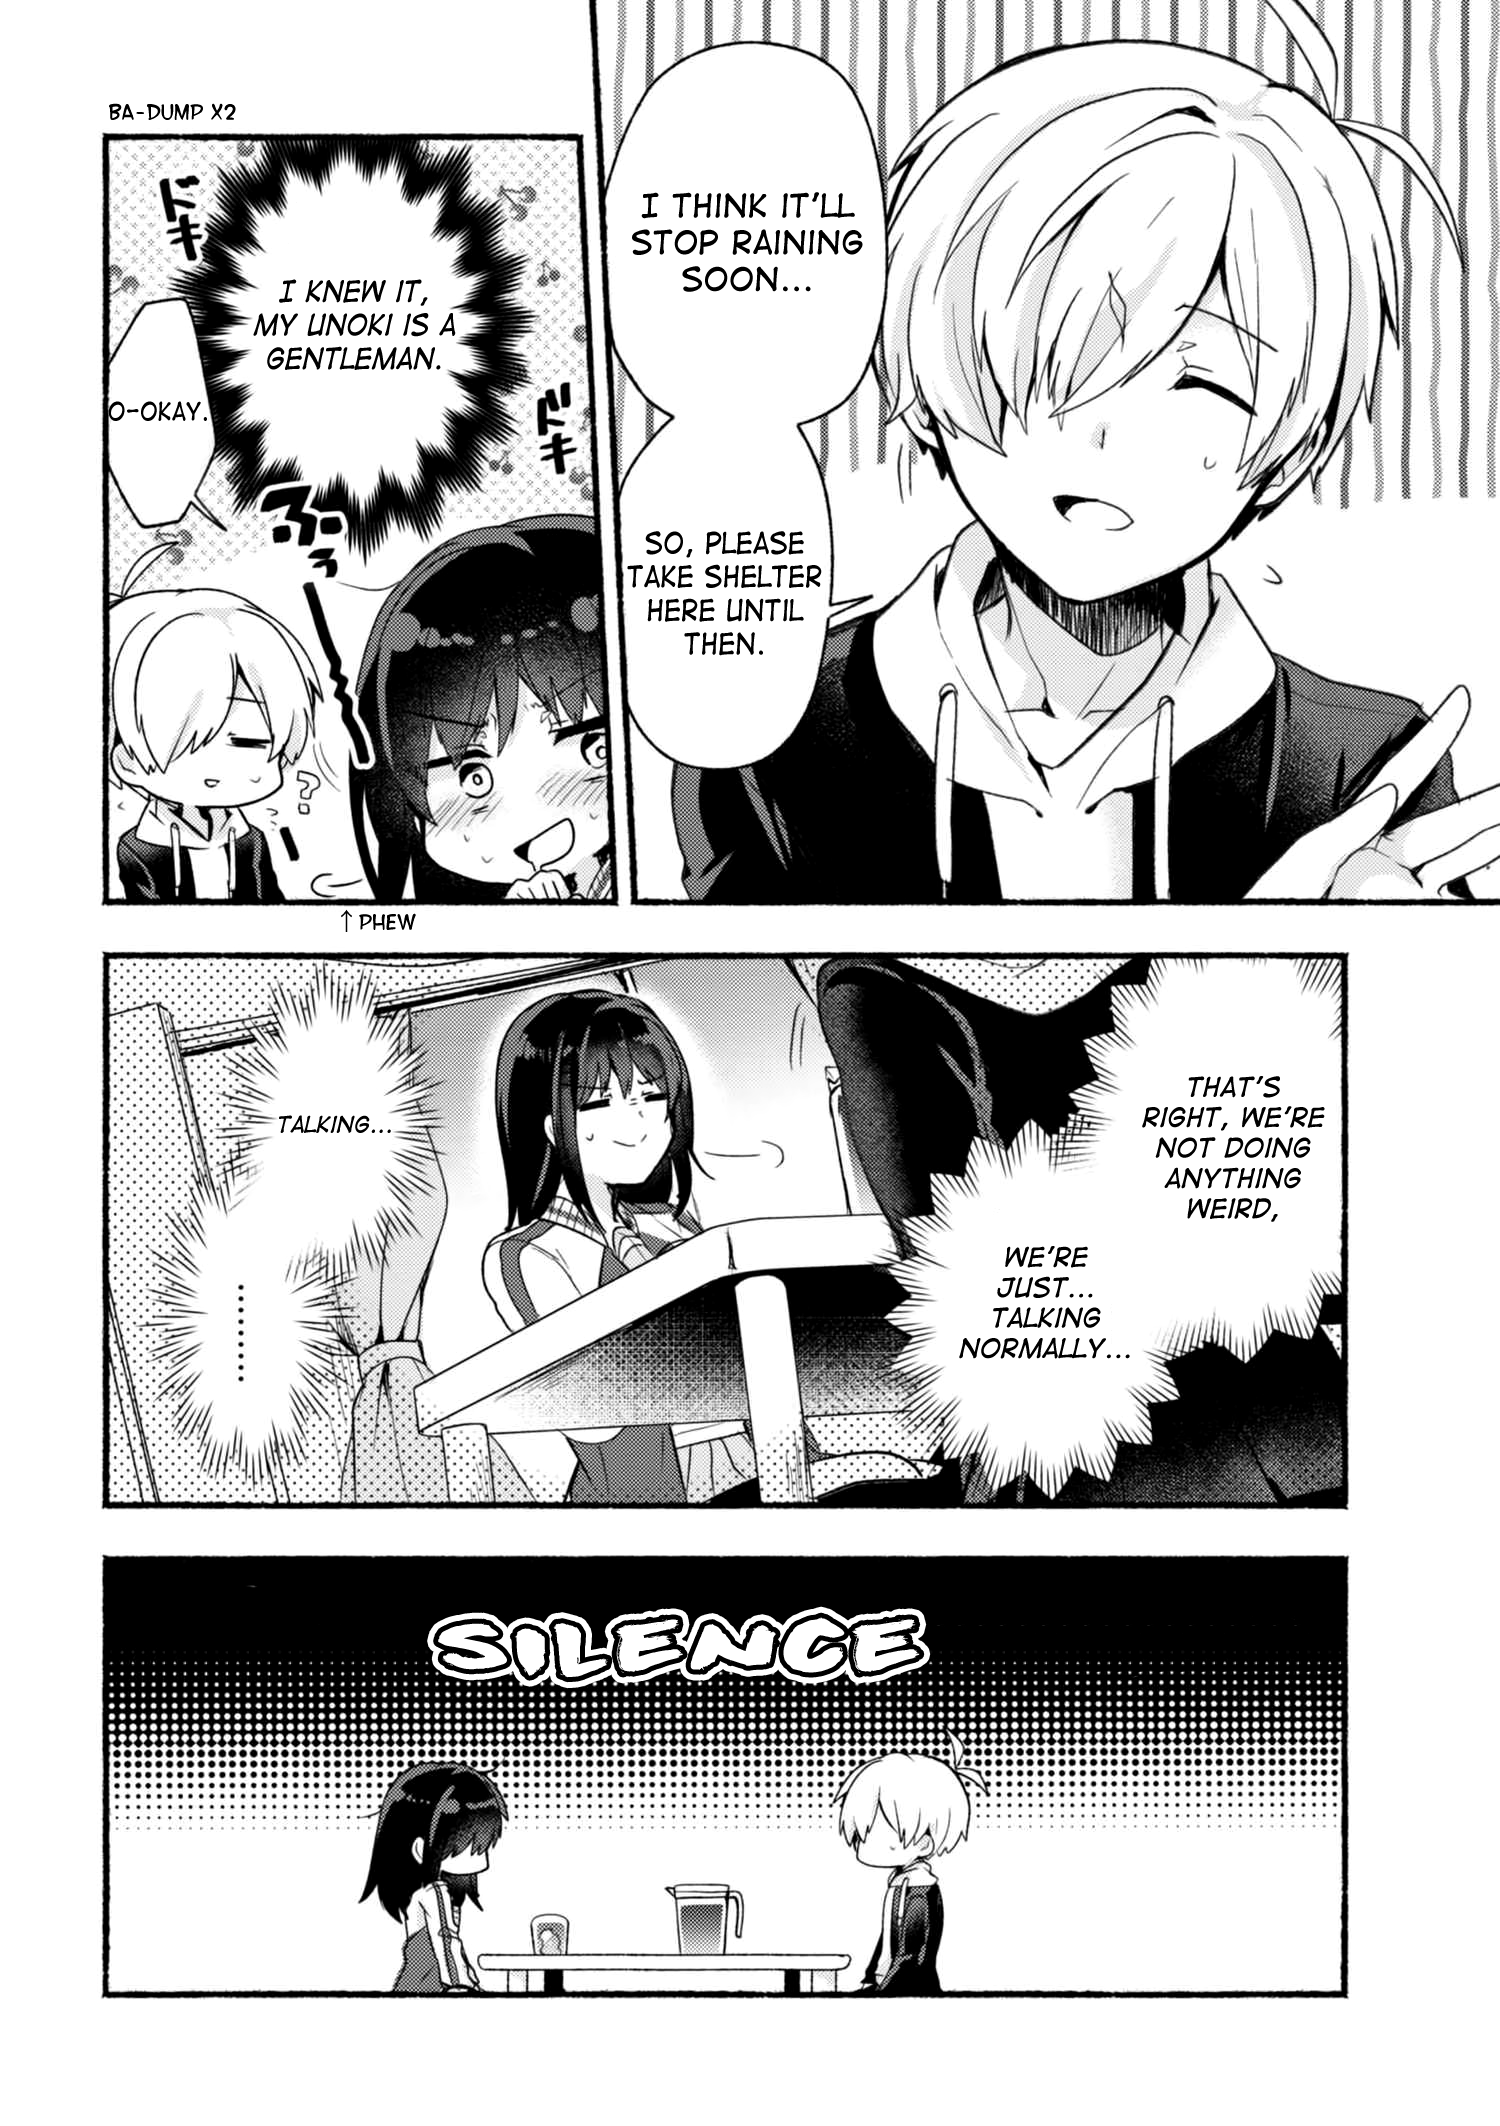 I THINK IT'LL
STOP RAINING
SOON...
SO, PLEASE
TAKE SHELTER
HERE UNTIL
THEN.
BA-DUMP X2
ドキ
ドキ
I KNEW IT,
MY UNOKI IS A
GENTLEMAN.
O-OKAY.
ふぅ
?
↑ PHEW
THAT'S
RIGHT, WE'RE
NOT DOING
ANYTHING
WEIRD,
WE'RE
JUST...
TALKING
NORMALLY...
TALKING...
.........
SILENCE